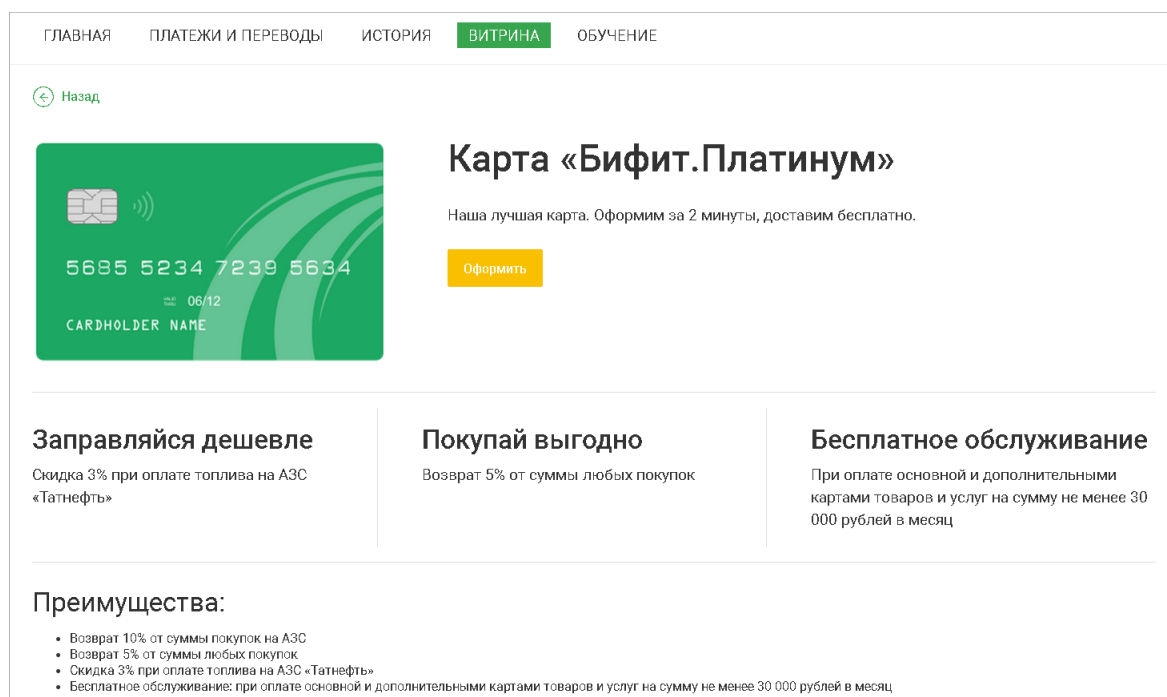 ГЛАВНАЯ ПЛАТЕЖИ И ПЕРЕВОДЫ ИСТОРИЯ ВИТРИНА ОБУЧЕНИЕ
Назад
Карта «Бифит.Платинум»
Наша лучшая карта. Оформим за 2 минуты, доставим бесплатно.
Оформить
5685 5234 7239 5634
VALID THRU 06/12
CARDHOLDER NAME
Заправляйся дешевле
Скидка 3% при оплате топлива на АЗС
«Татнефть»
Покупай выгодно
Возврат 5% от суммы любых покупок
Бесплатное обслуживание
При оплате основной и дополнительными
картами товаров и услуг на сумму не менее 30
000 рублей в месяц
Преимущества:
• Возврат 10% от суммы покупок на АЗС
• Возврат 5% от суммы любых покупок
• Скидка 3% при оплате топлива на АЗС «Татнефть»
• Бесплатное обслуживание: при оплате основной и дополнительными картами товаров и услуг на сумму не менее 30 000 рублей в месяц